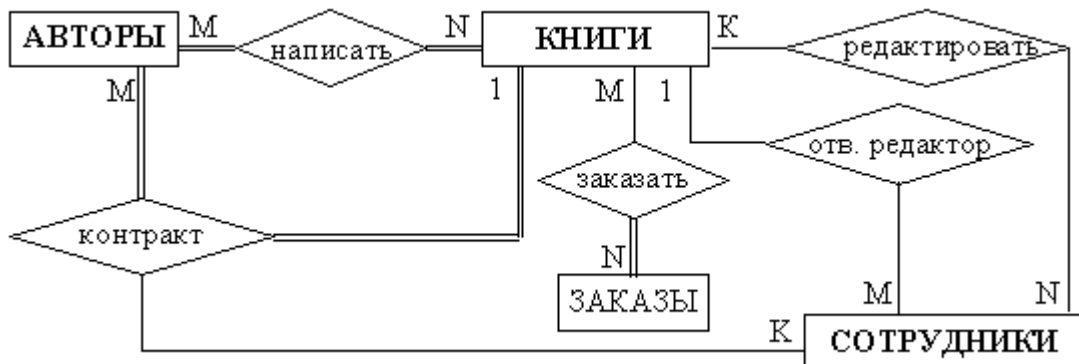 АВТОРЫ M написать N КНИГИ K редактировать
M 1 M 1
отв. редактор
заказать
контракт
N M N
ЗАКАЗЫ
K СОТРУДНИКИ